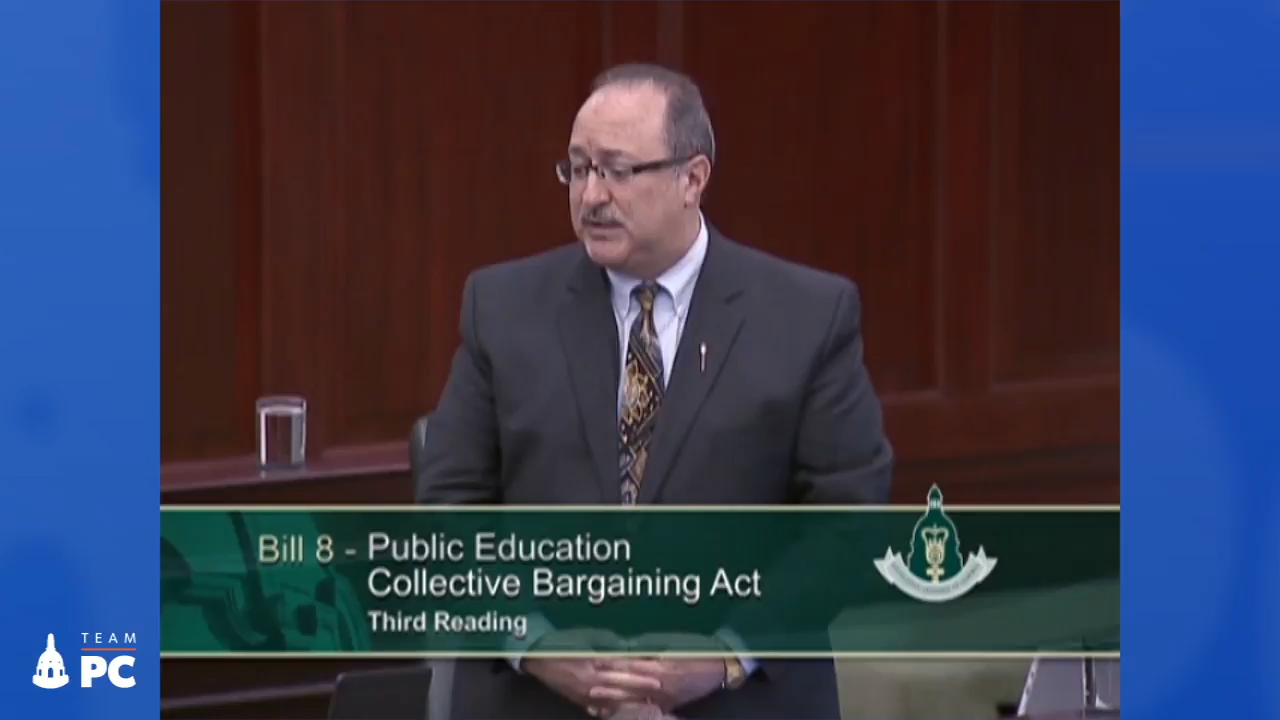 Bill 8 - Public Education
Collective Bargaining Act
Third Reading
TEAM
PC